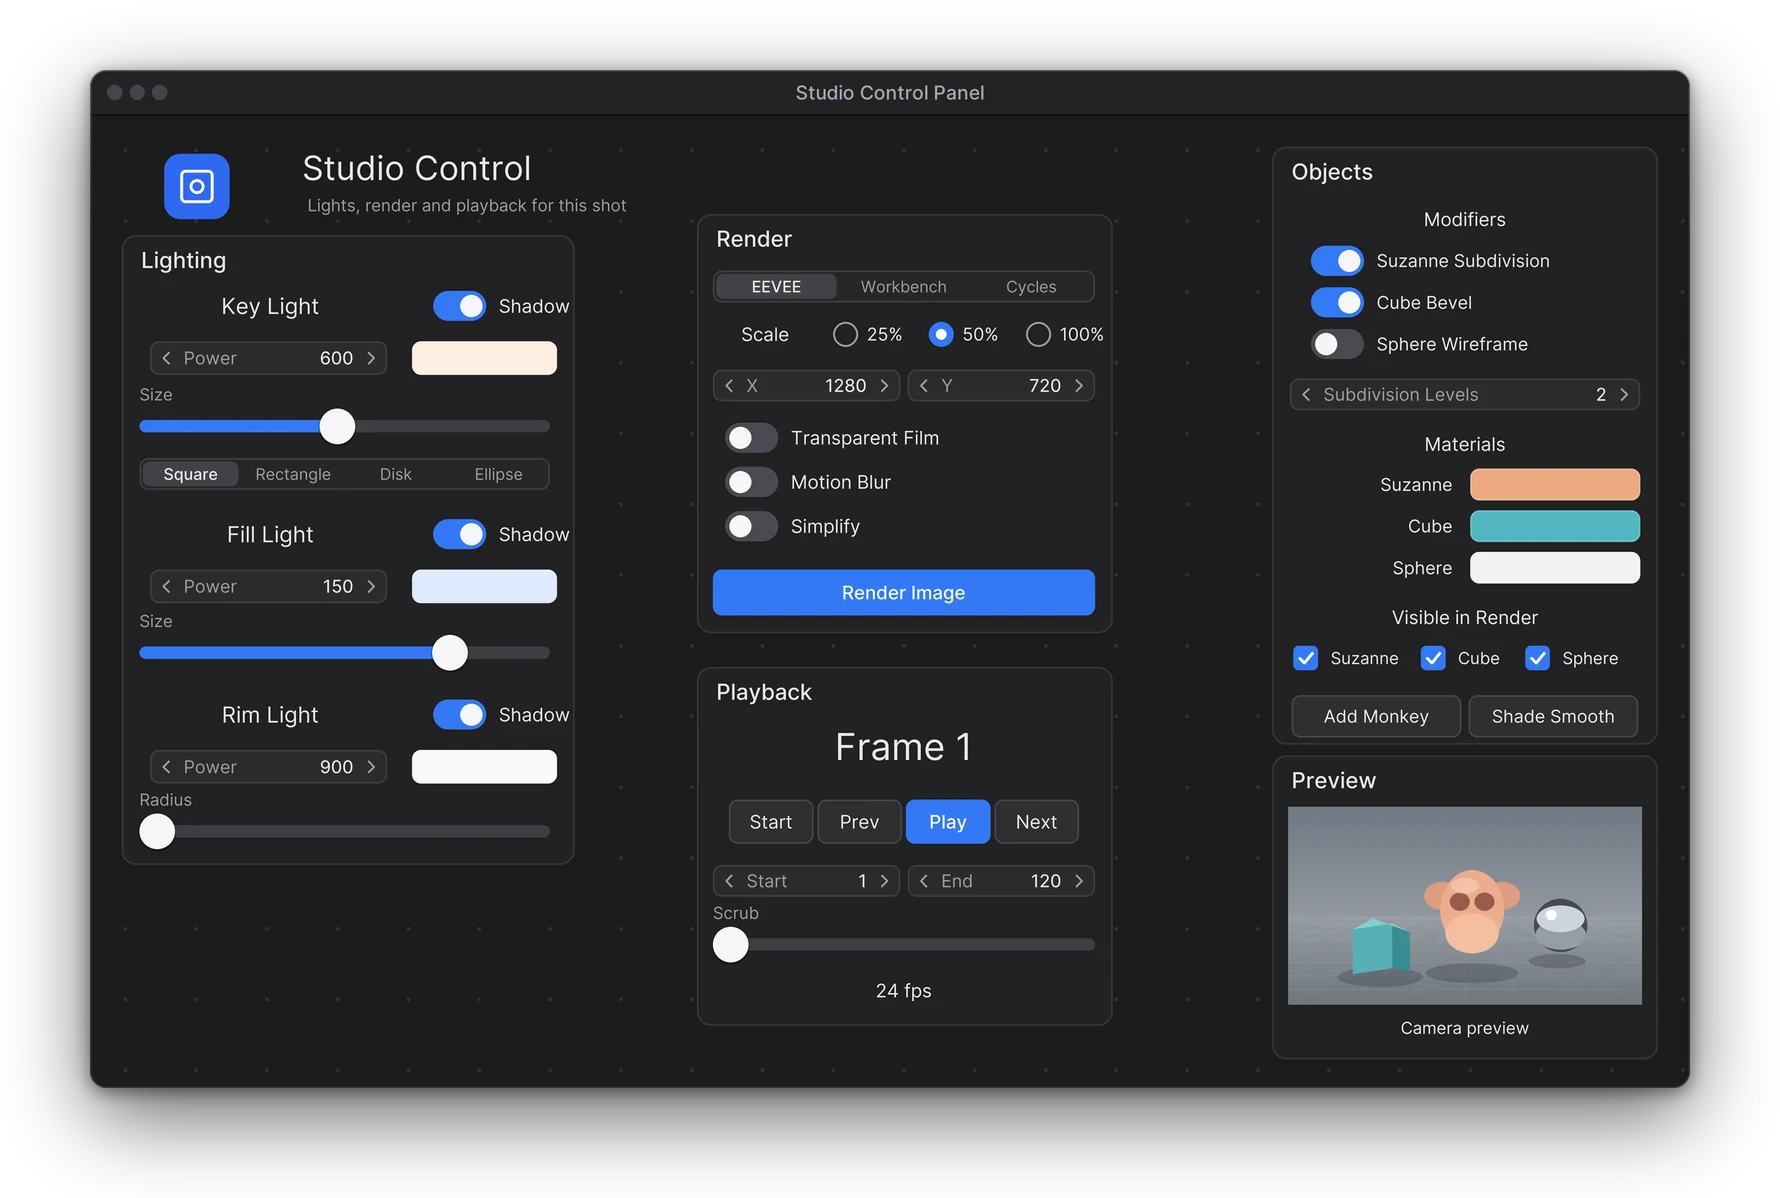 Studio Control Panel
Studio Control
Lights, render and playback for this shot
Lighting
Key Light
Shadow
Power 600
Size
Square Rectangle Disk Ellipse
Fill Light
Shadow
Power 150
Size
Rim Light
Shadow
Power 900
Radius
Render
EEVEE Workbench Cycles
Scale 25% 50% 100%
X 1280 Y 720
Transparent Film
Motion Blur
Simplify
Render Image
Playback
Frame 1
Start Prev Play Next
Start 1 End 120
Scrub
24 fps
Objects
Modifiers
Suzanne Subdivision
Cube Bevel
Sphere Wireframe
Subdivision Levels 2
Materials
Suzanne
Cube
Sphere
Visible in Render
Suzanne Cube Sphere
Add Monkey Shade Smooth
Preview
Camera preview